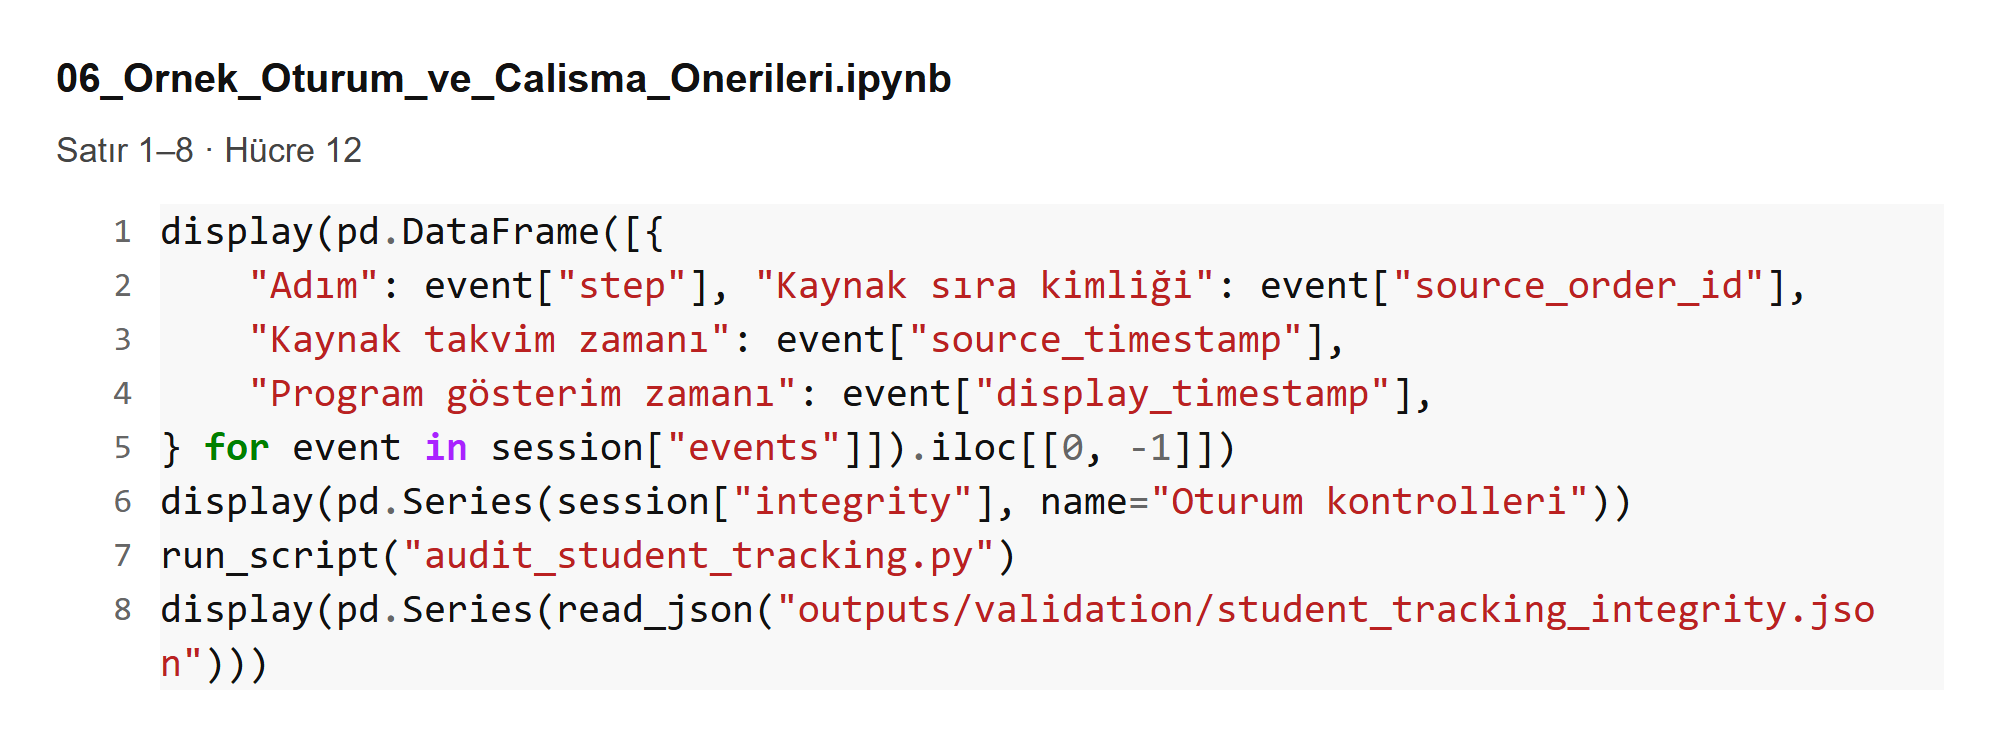 06_Ornek_Oturum_ve_Calisma_Onerileri.ipynb
Satır 1–8 · Hücre 12
1 display(pd.DataFrame([{
2     "Adım": event["step"], "Kaynak sıra kimliği": event["source_order_id"],
3     "Kaynak takvim zamanı": event["source_timestamp"],
4     "Program gösterim zamanı": event["display_timestamp"],
5 } for event in session["events"]]).iloc[[0, -1]])
6 display(pd.Series(session["integrity"], name="Oturum kontrolleri"))
7 run_script("audit_student_tracking.py")
8 display(pd.Series(read_json("outputs/validation/student_tracking_integrity.jso
n")))